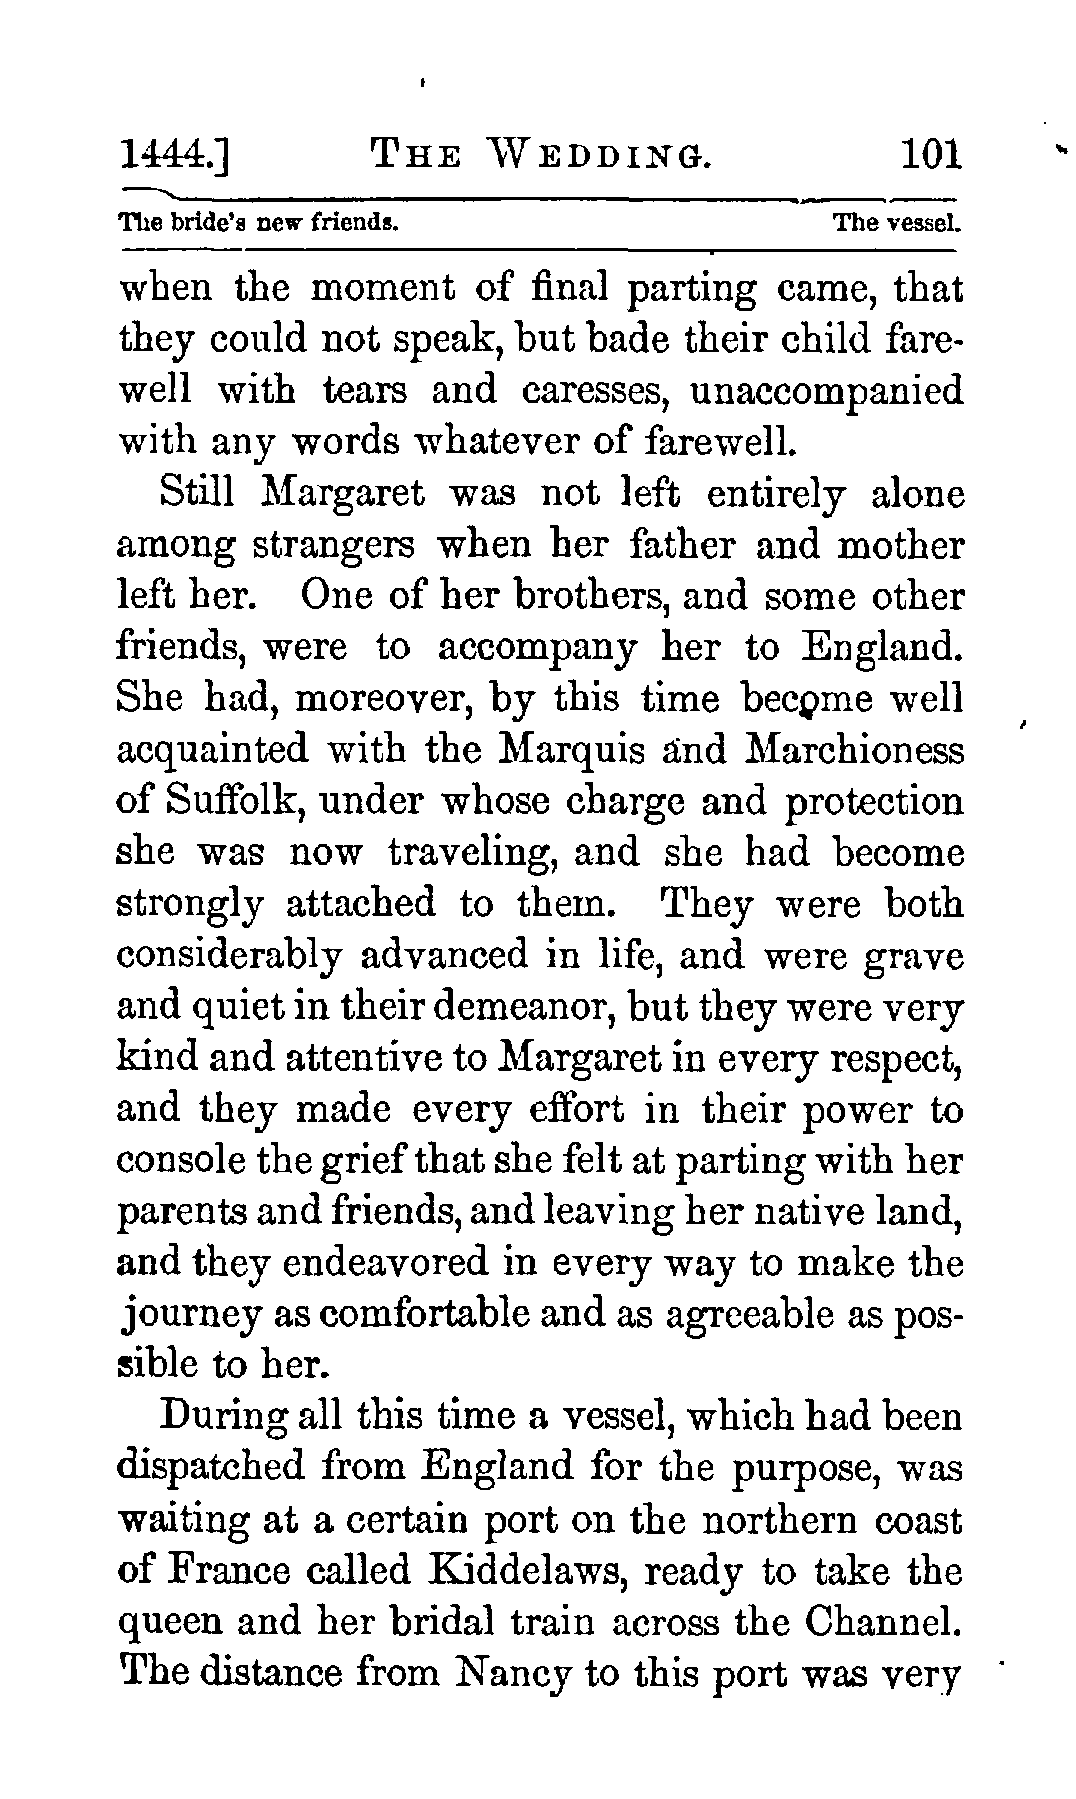 1444.] THE WEDDING. 101
The bride's new friends. The vessel.
when the moment of final parting came, that
they could not speak, but bade their child fare-
well with tears and caresses, unaccompanied
with any words whatever of farewell.
Still Margaret was not left entirely alone
among strangers when her father and mother
left her. One of her brothers, and some other
friends, were to accompany her to England.
She had, moreover, by this time become well
acquainted with the Marquis and Marchioness
of Suffolk, under whose charge and protection
she was now traveling, and she had become
strongly attached to them. They were both
considerably advanced in life, and were grave
and quiet in their demeanor, but they were very
kind and attentive to Margaret in every respect,
and they made every effort in their power to
console the grief that she felt at parting with her
parents and friends, and leaving her native land,
and they endeavored in every way to make the
journey as comfortable and as agreeable as pos-
sible to her.
During all this time a vessel, which had been
dispatched from England for the purpose, was
waiting at a certain port on the northern coast
of France called Kiddelaws, ready to take the
queen and her bridal train across the Channel.
The distance from Nancy to this port was very